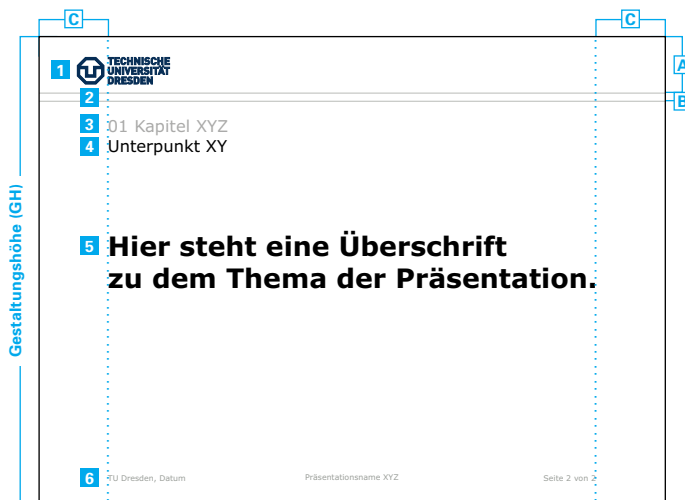 C
C
A
1
TECHNISCHE
UNIVERSITÄT
DRESDEN
2
B
3 01 Kapitel XYZ
4 Unterpunkt XY
Gestaltungshöhe (GH)
5 Hier steht eine Überschrift
zu dem Thema der Präsentation.
6 TU Dresden, Datum
Präsentationsname XYZ
Seite 2 von 2